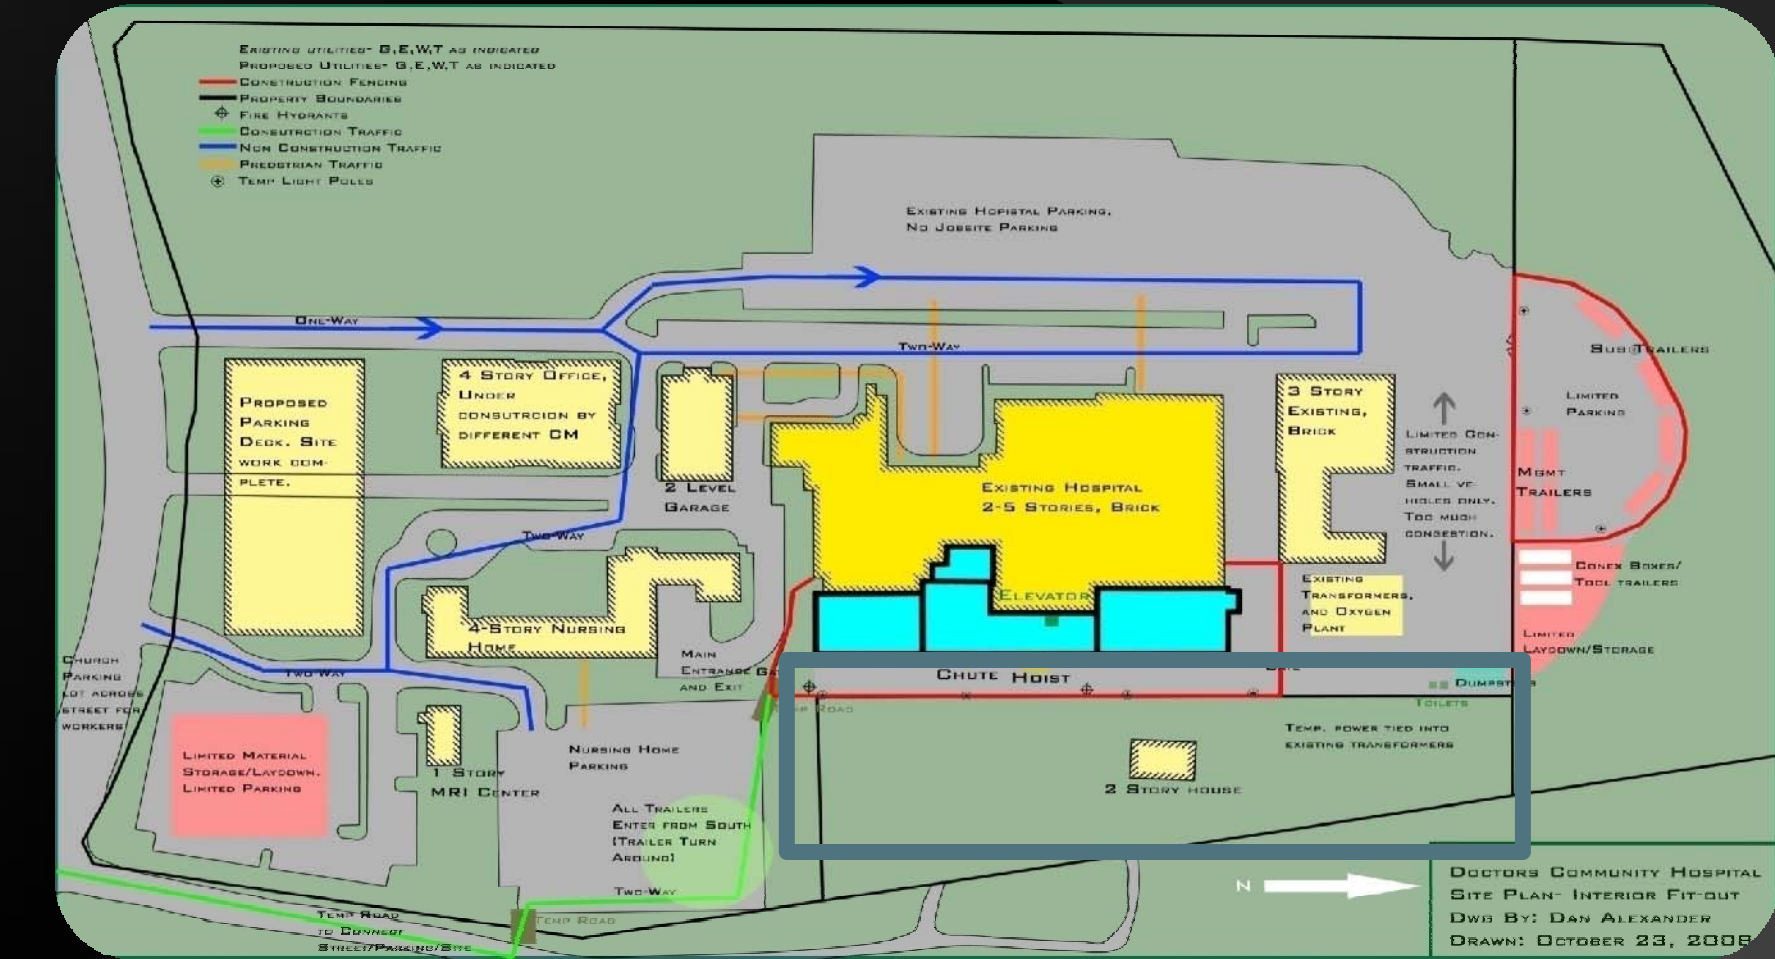 Existing utilities- G,E,W,T as indicated
Proposed Utilities- G,E,W,T as indicated
Construction Fencing
Property Boundaries
Fire Hydrants
Consutrction Traffic
Non Construction Traffic
Predstrian Traffic
Temp Light Poles
Existing Hopistal Parking,
No Jobsite Parking
One-Way
Two-Way
Proposed
Parking
Deck. Site
work com-
plete.
4 Story Office,
Under
consutrcion by
different CM
2 Level
Garage
Existing Hospital
2-5 Stories, Brick
3 Story
Existing,
Brick
Limited Con-
struction
traffic.
Small ve-
hicles only.
Too much
congestion.
Sub Trailers
Limited
Parking
Mgmt
Trailers
Conex Boxes/
Tool trailers
Limited
Laydown/Storage
Existing
Transformers,
and Oxygen
Plant
Elevator
Two-Way
4-Story Nursing
Home
Main
Entrance
and Exit
Chute Hoist
Toilets
Temp. power tied into
existing transformers
2 Story house
Church
Parking
lot across
street for
workers
Two-Way
Limited Material
Storage/Laydown.
Limited Parking
1 Story
MRI Center
Nursing Home
Parking
All Trailers
Enter from South
(Trailer Turn
Around)
Two-Way
Temp Road
Temp Road
to Connect
Street/Parking/Site
N
Doctors Community Hospital
Site Plan- Interior Fit-out
Dwg By: Dan Alexander
Drawn: October 23, 2008